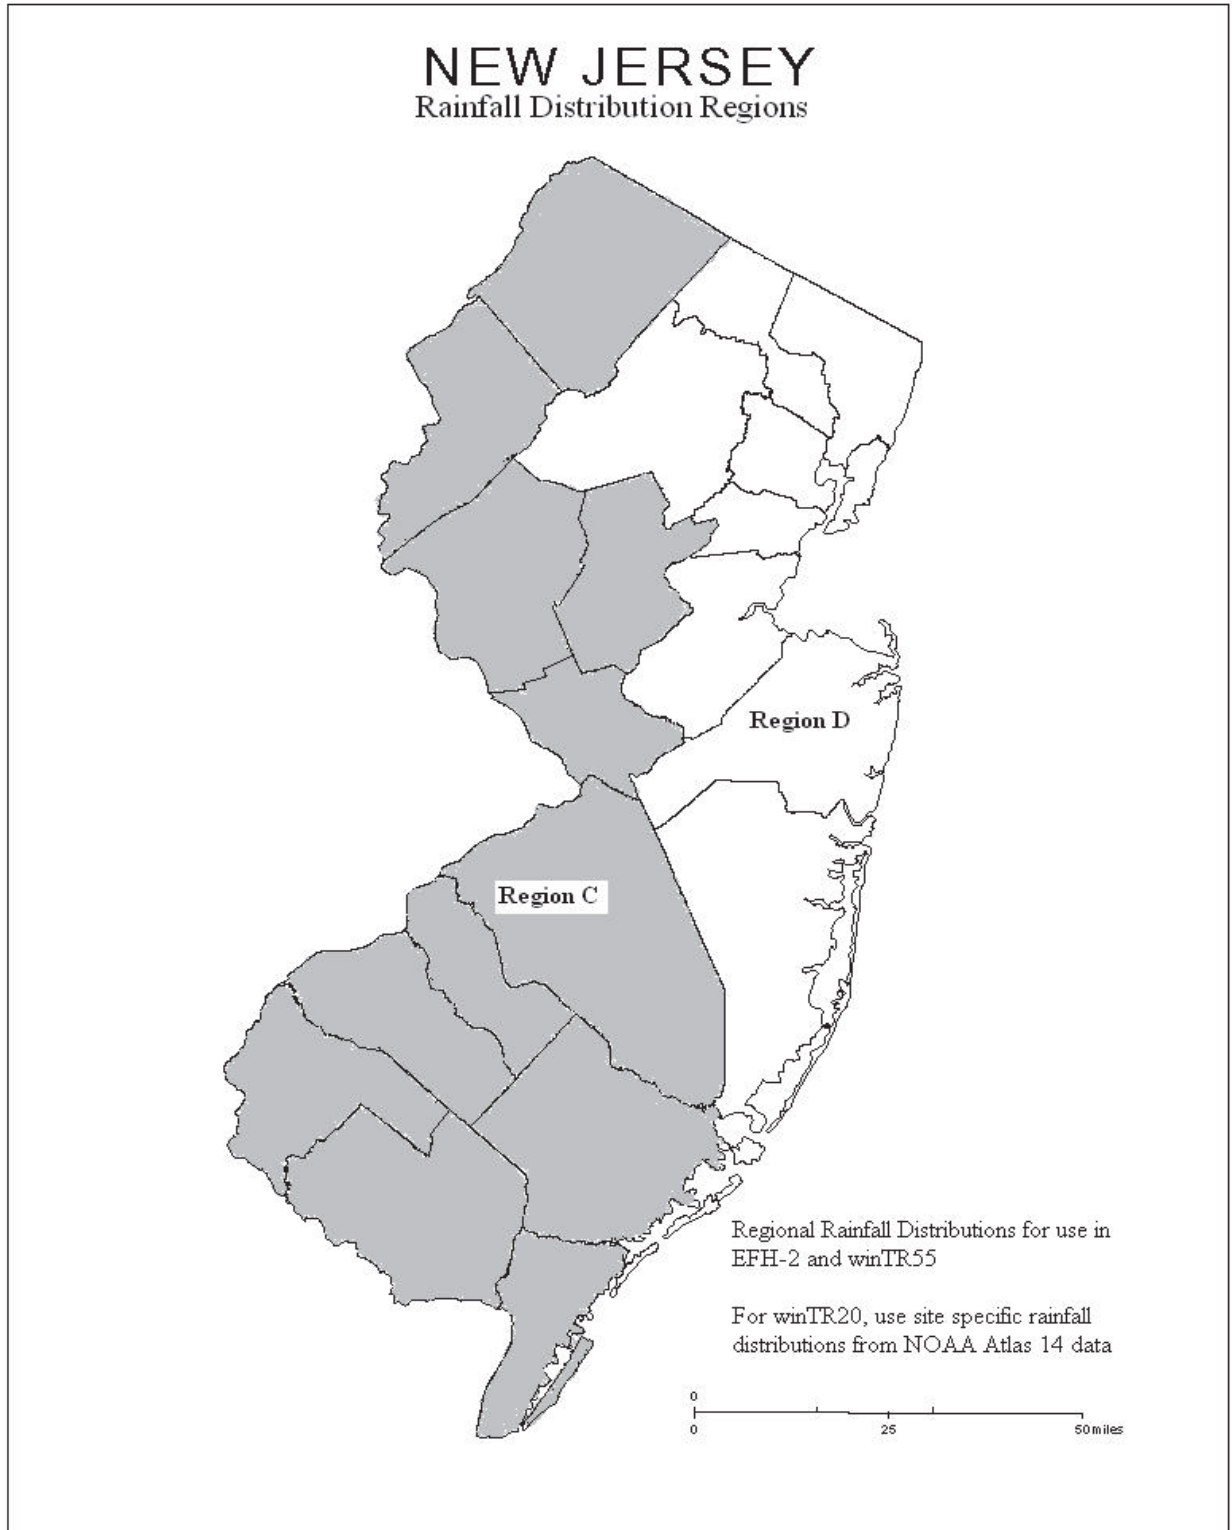 NEW JERSEY
Rainfall Distribution Regions
Region D
Region C
Regional Rainfall Distributions for use in
EFH-2 and winTR55
For winTR20, use site specific rainfall
distributions from NOAA Atlas 14 data
0
0 25 50 miles